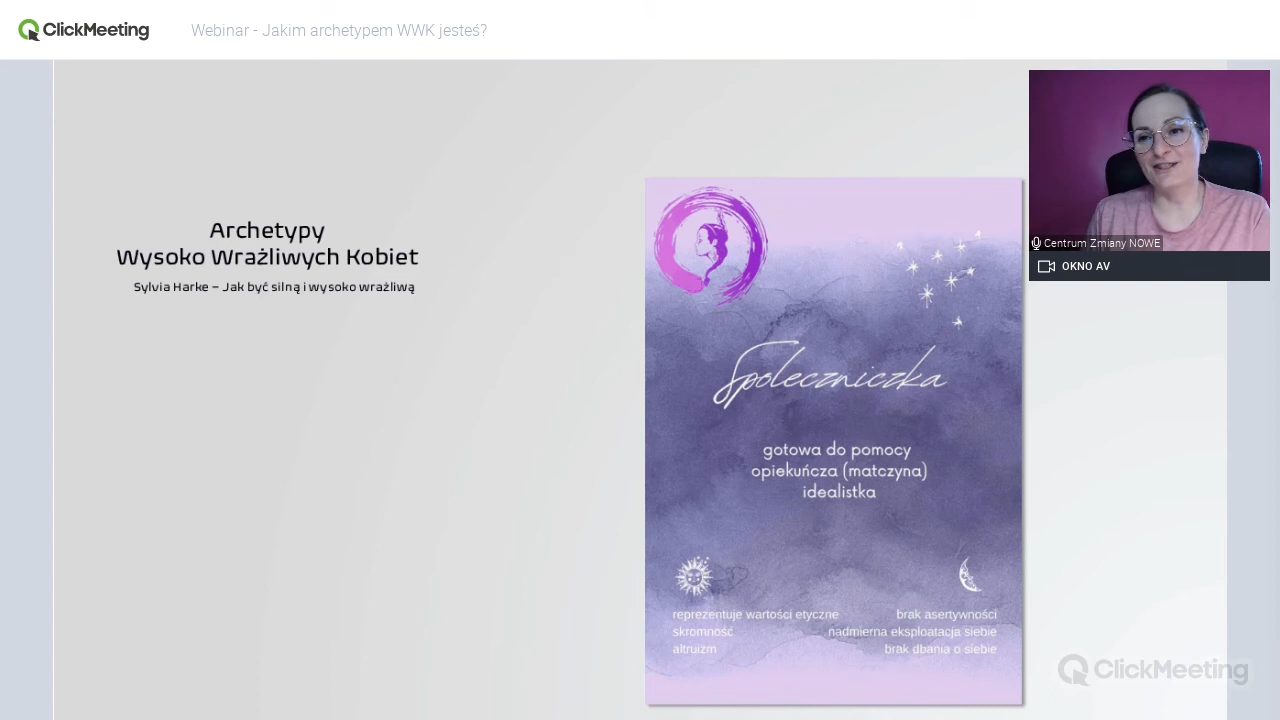 ClickMeeting
Webinar - Jakim archetypem WWK jesteś?
Archetypy
Wysoko Wrażliwych Kobiet
Sylvia Harke – Jak być silną i wysoko wrażliwą
Społeczniczka
gotowa do pomocy
opiekuńcza (matczyna)
idealistka
reprezentuje wartości etyczne
skromność
altruizm
brak asertywności
nadmierna eksploatacja siebie
brak dbania o siebie
Centrum Zmiany NOWE
OKNO AV
ClickMeeting